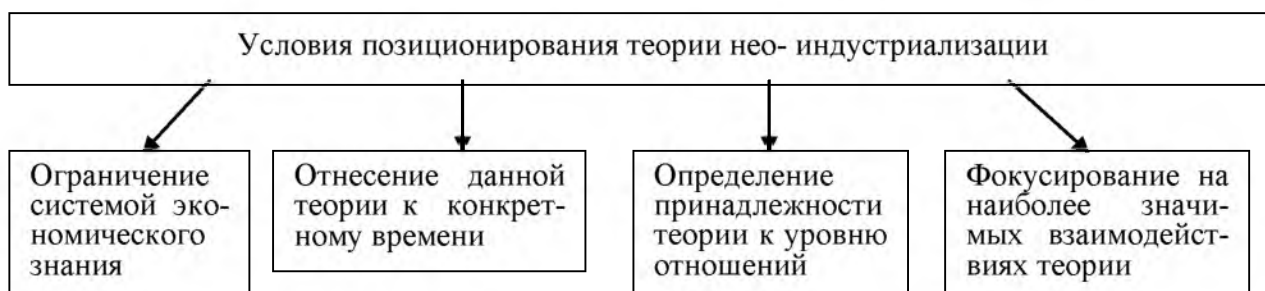 Условия позиционирования теории нео- индустриализации
Ограничение
системой эко-
номического
знания
Отнесение данной
теории к конкрет-
ному времени
Определение
принадлежности
теории к уровню
отношений
Фокусирование на
наиболее значи-
мых взаимодейст-
виях теории